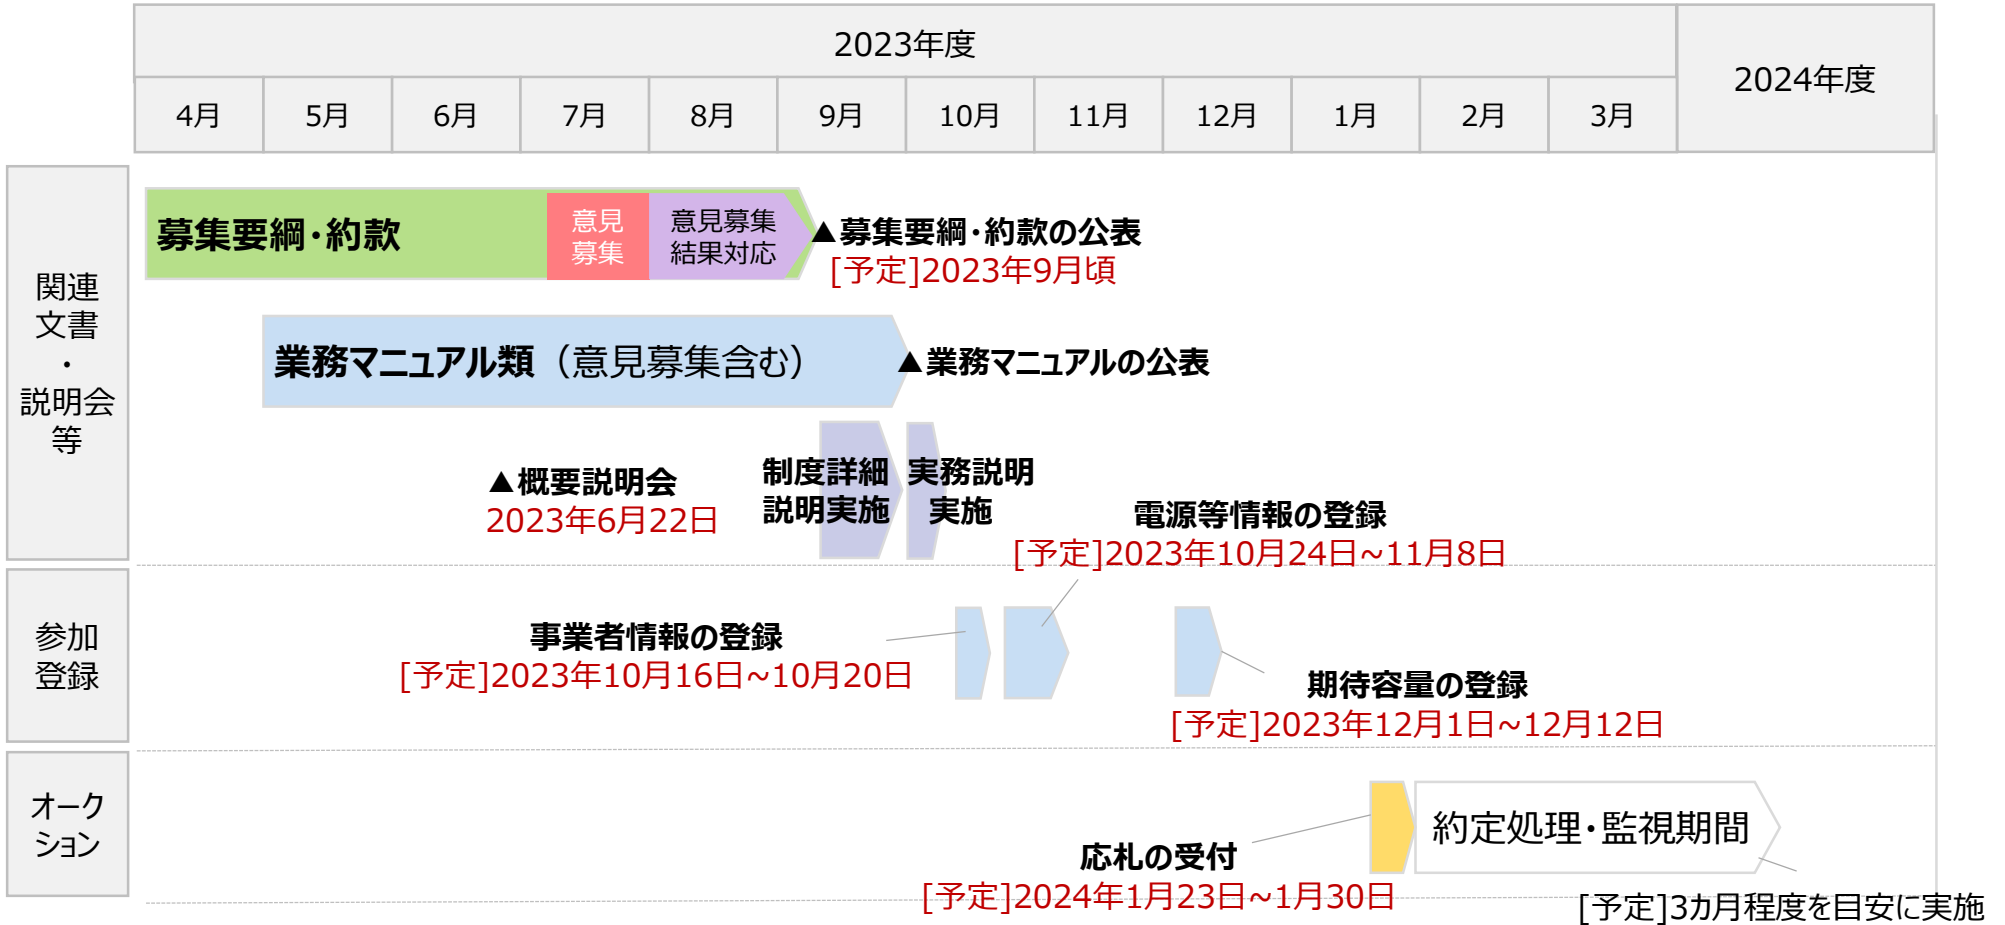 2023年度
2024年度
4月
5月
6月
7月
8月
9月
10月
11月
12月
1月
2月
3月
関連
文書
・
説明会
等
募集要綱・約款
意見
募集
意見募集
結果対応
▲募集要綱・約款の公表
[予定]2023年9月頃
業務マニュアル類（意見募集含む）
▲業務マニュアルの公表
▲概要説明会
2023年6月22日
制度詳細
説明実施
実務説明
実施
電源等情報の登録
[予定]2023年10月24日~11月8日
参加
登録
事業者情報の登録
[予定]2023年10月16日~10月20日
期待容量の登録
[予定]2023年12月1日~12月12日
オーク
ション
応札の受付
[予定]2024年1月23日~1月30日
約定処理・監視期間
[予定]3カ月程度を目安に実施